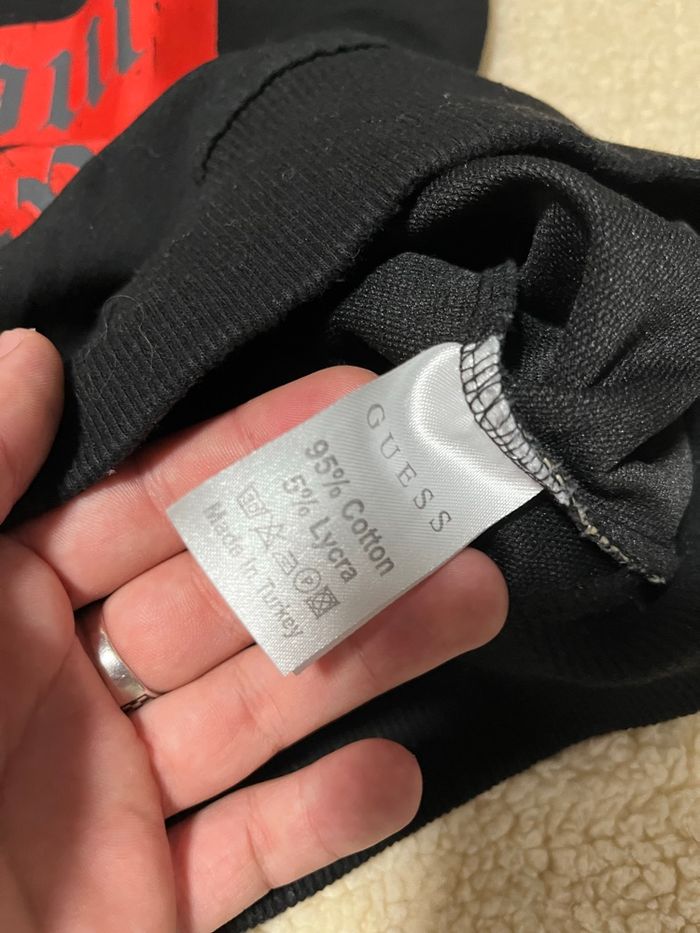 GUESS
95% Cotton
5% Lycra
Made In Turkey